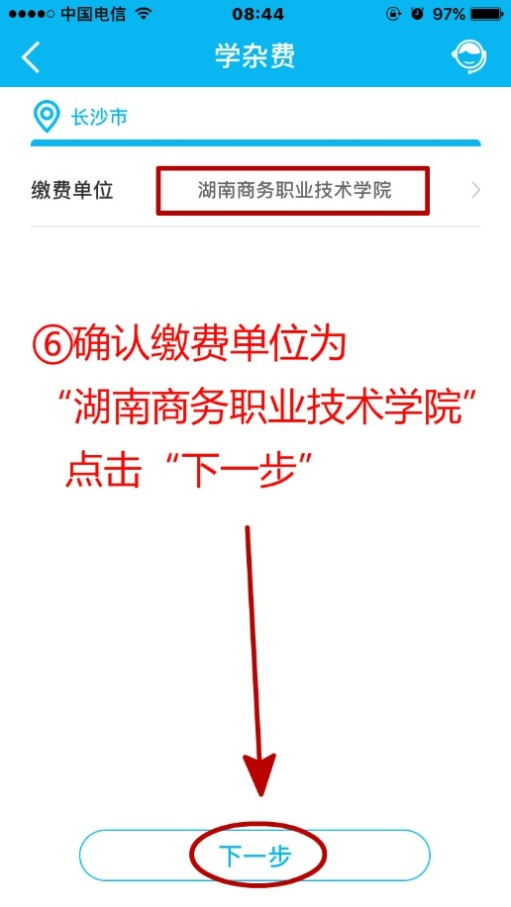 中国电信 08:44 97%
学杂费
长沙市
缴费单位 湖南商务职业技术学院
⑥确认缴费单位为
“湖南商务职业技术学院”
点击“下一步”
下一步